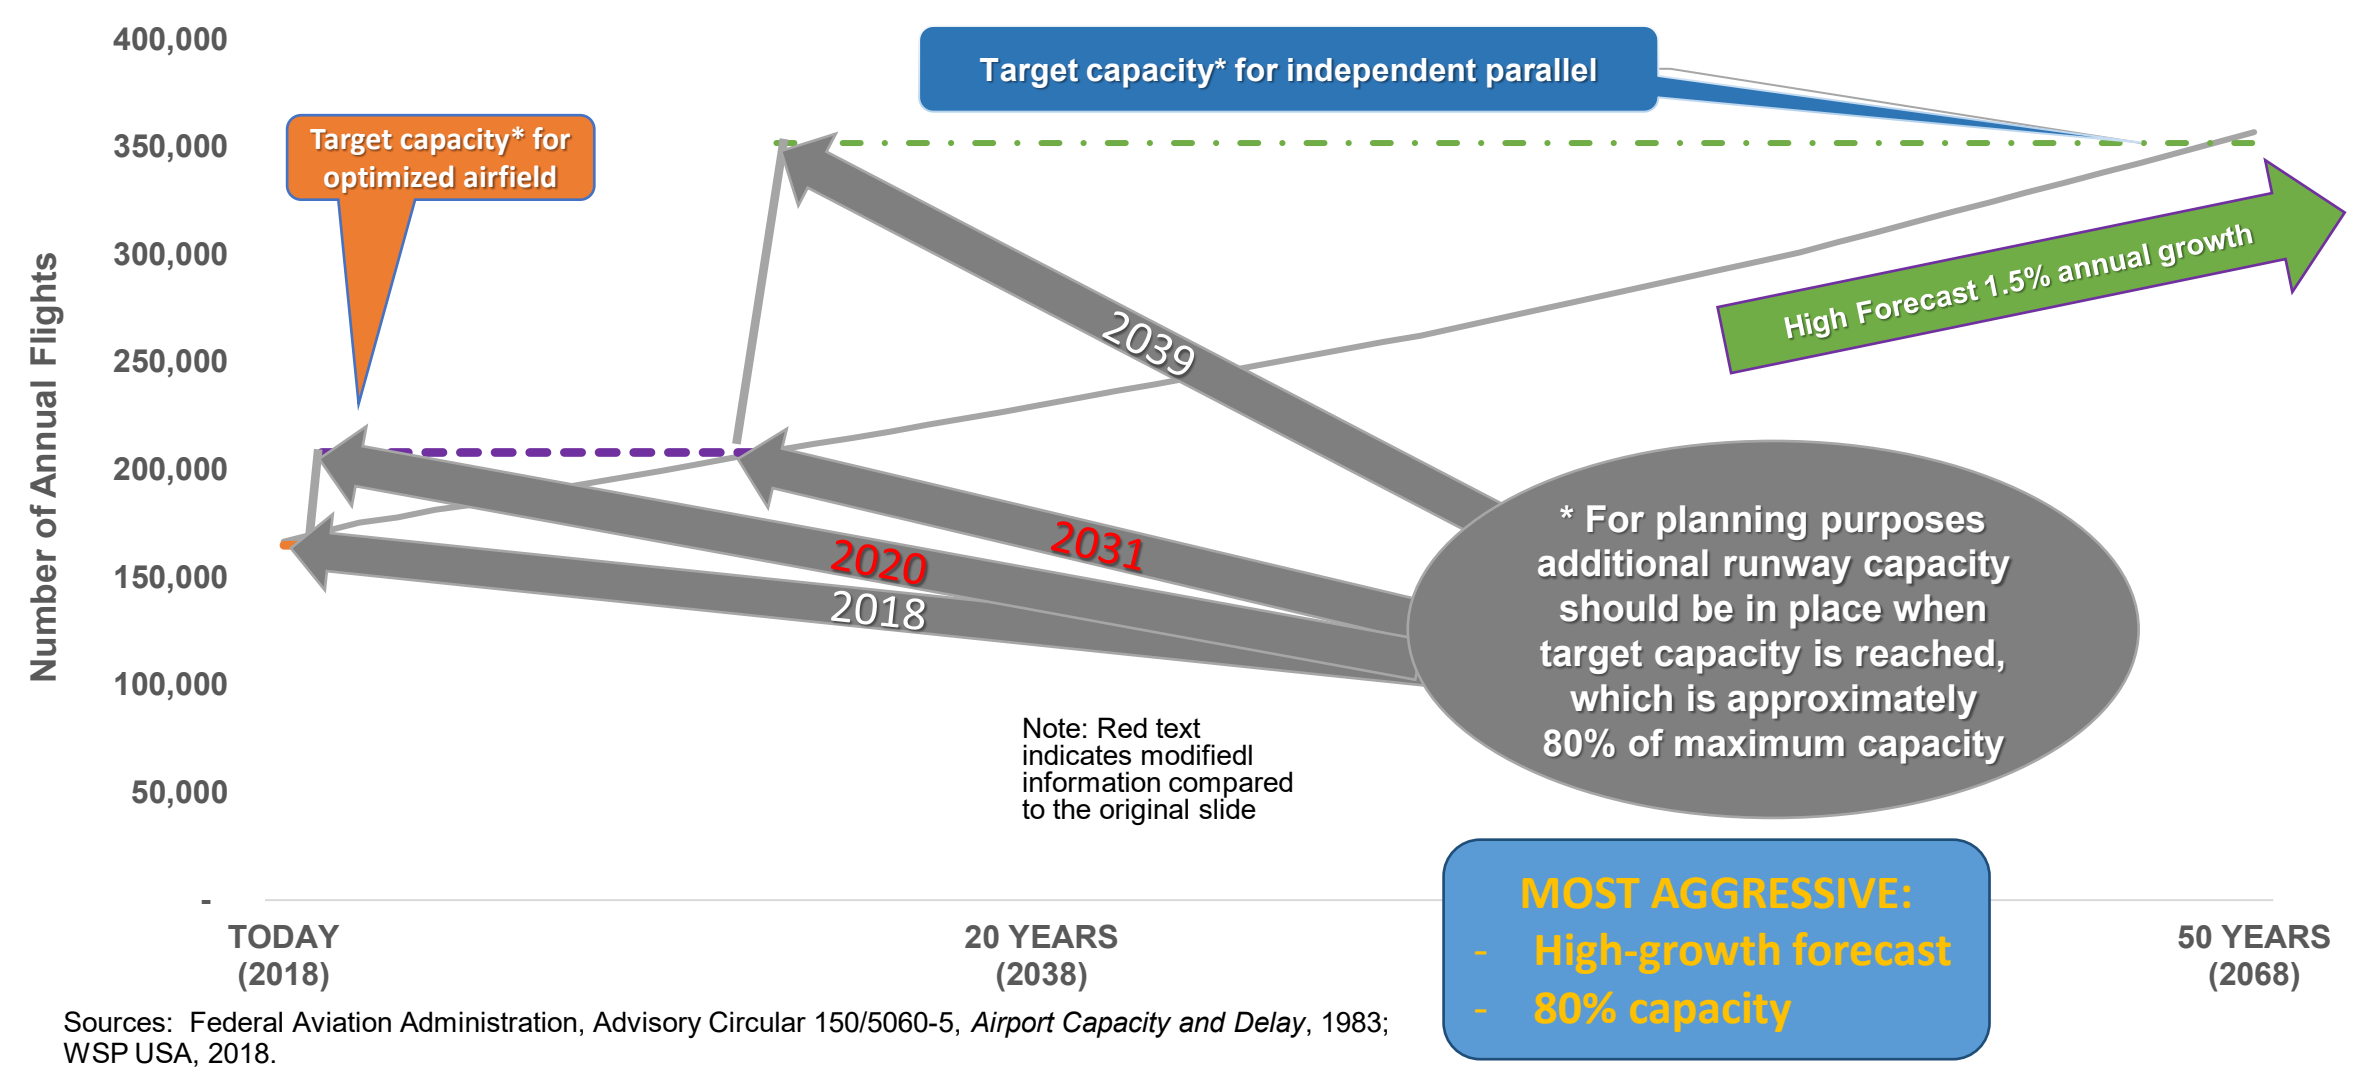 400,000
350,000
300,000
250,000
200,000
150,000
100,000
50,000
-
Number of Annual Flights
Target capacity* for independent parallel
Target capacity* for
optimized airfield
High Forecast 1.5% annual growth
2039
2031
2020
2018
* For planning purposes
additional runway capacity
should be in place when
target capacity is reached,
which is approximately
80% of maximum capacity
Note: Red text
indicates modifiedl
information compared
to the original slide
TODAY
(2018)
20 YEARS
(2038)
50 YEARS
(2068)
MOST AGGRESSIVE:
- High-growth forecast
- 80% capacity
Sources: Federal Aviation Administration, Advisory Circular 150/5060-5, Airport Capacity and Delay, 1983;
WSP USA, 2018.